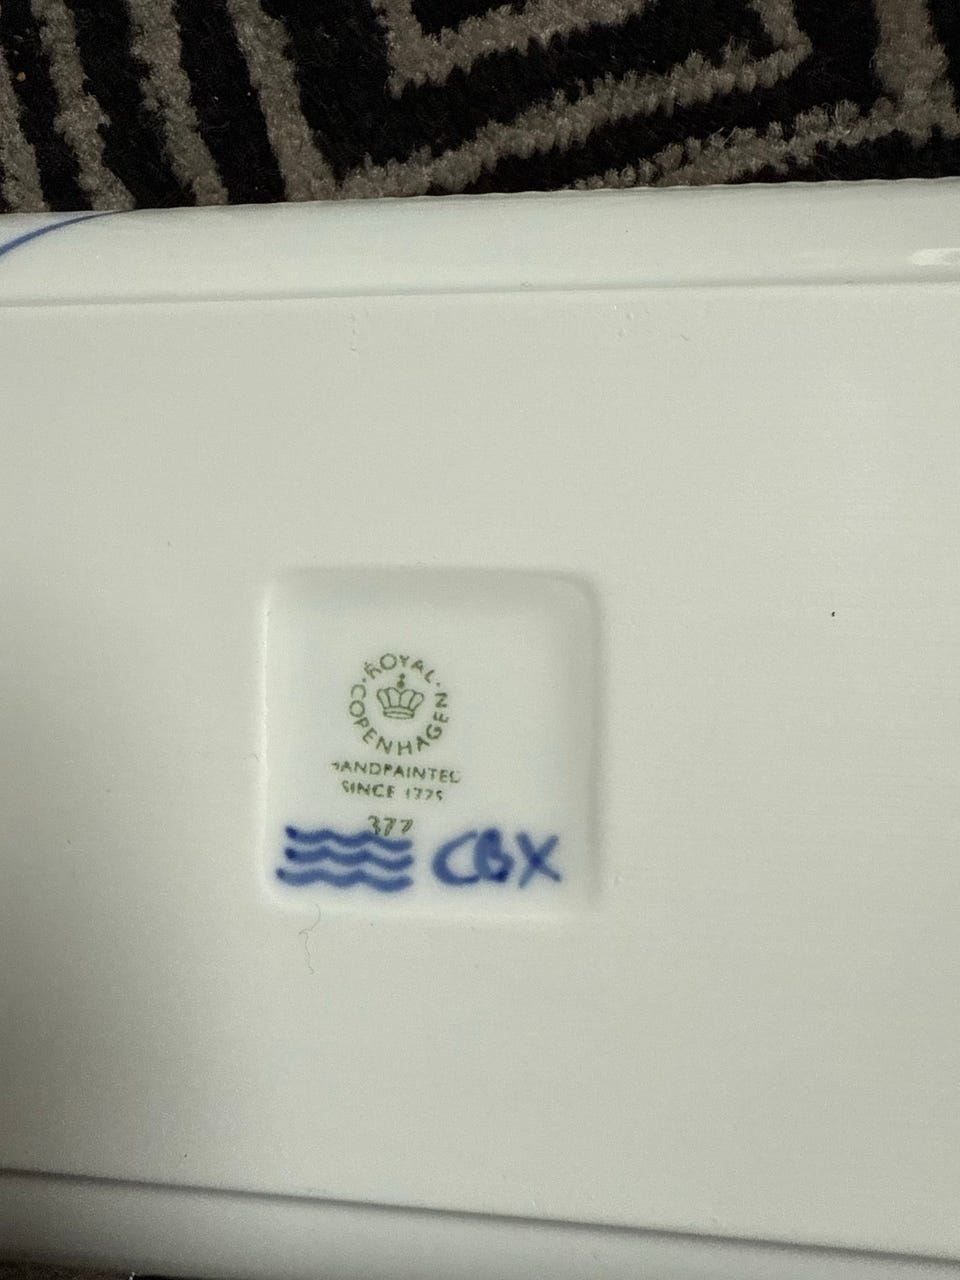 ROYAL
COPENHAGEN
HANDPAINTED
SINCE 1775
377
CBX